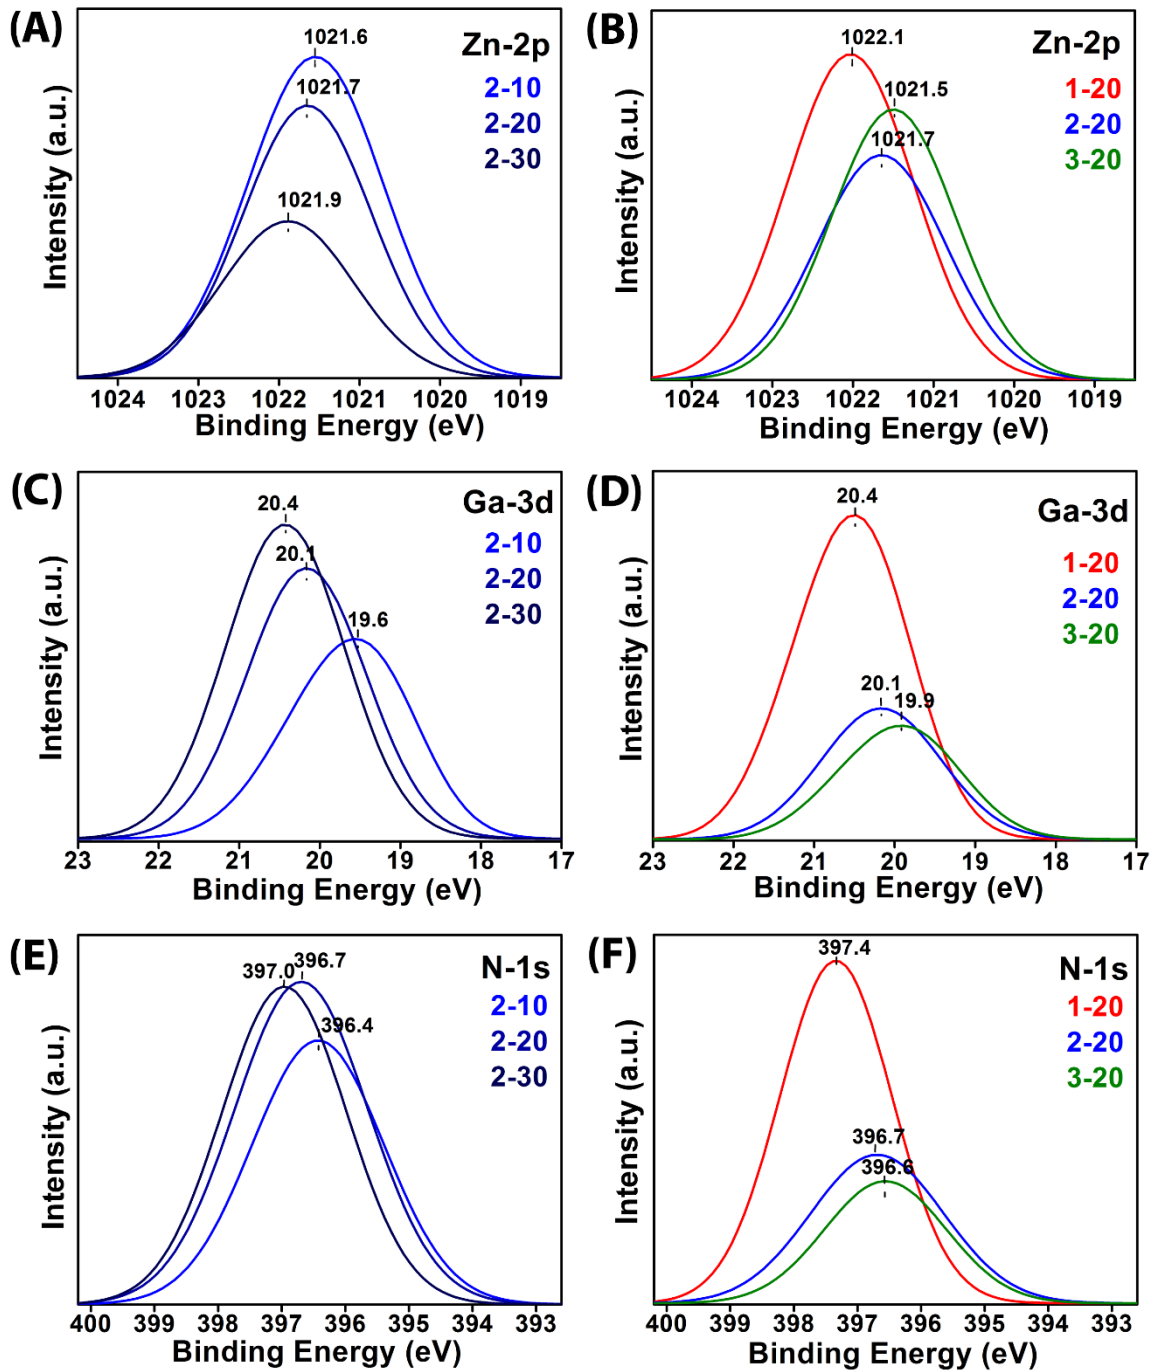 (A)
Zn-2p
2-10
2-20
2-30
1021.6
1021.7
1021.9
Intensity (a.u.)
1024 1023 1022 1021 1020 1019
Binding Energy (eV)
(B)
Zn-2p
1-20
2-20
3-20
1022.1
1021.5
1021.7
Intensity (a.u.)
1024 1023 1022 1021 1020 1019
Binding Energy (eV)
(C)
Ga-3d
2-10
2-20
2-30
20.4
20.1
19.6
Intensity (a.u.)
23 22 21 20 19 18 17
Binding Energy (eV)
(D)
Ga-3d
1-20
2-20
3-20
20.4
20.1
19.9
Intensity (a.u.)
23 22 21 20 19 18 17
Binding Energy (eV)
(E)
N-1s
2-10
2-20
2-30
397.0
396.7
396.4
Intensity (a.u.)
400 399 398 397 396 395 394 393
Binding Energy (eV)
(F)
N-1s
1-20
2-20
3-20
397.4
396.7
396.6
Intensity (a.u.)
400 399 398 397 396 395 394 393
Binding Energy (eV)